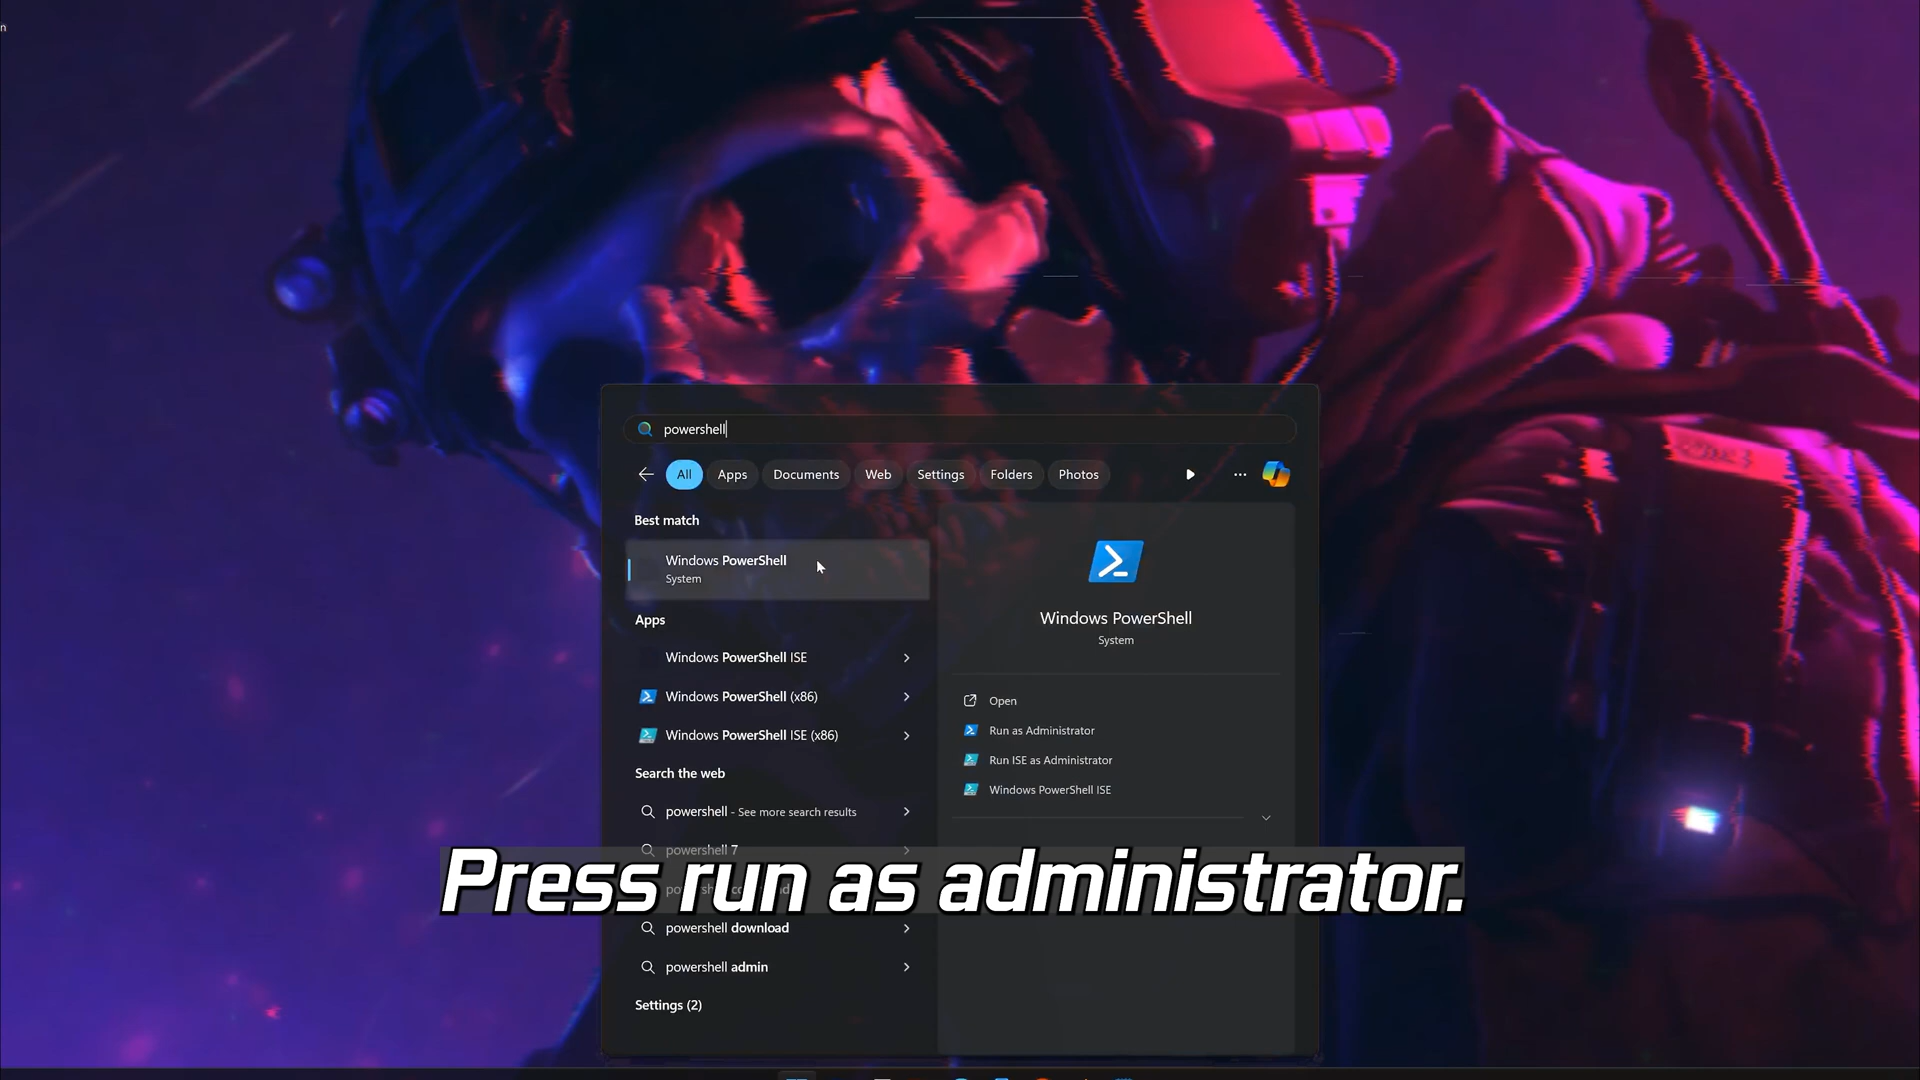 n
powershell
All
Apps
Documents
Web
Settings
Folders
Photos
Best match
Windows PowerShell
System
Apps
Windows PowerShell ISE
Windows PowerShell (x86)
Windows PowerShell ISE (x86)
Search the web
powershell - See more search results
powershell 7
powershell download
powershell admin
Settings (2)
Windows PowerShell
System
Open
Run as Administrator
Run ISE as Administrator
Windows PowerShell ISE
Press run as administrator.